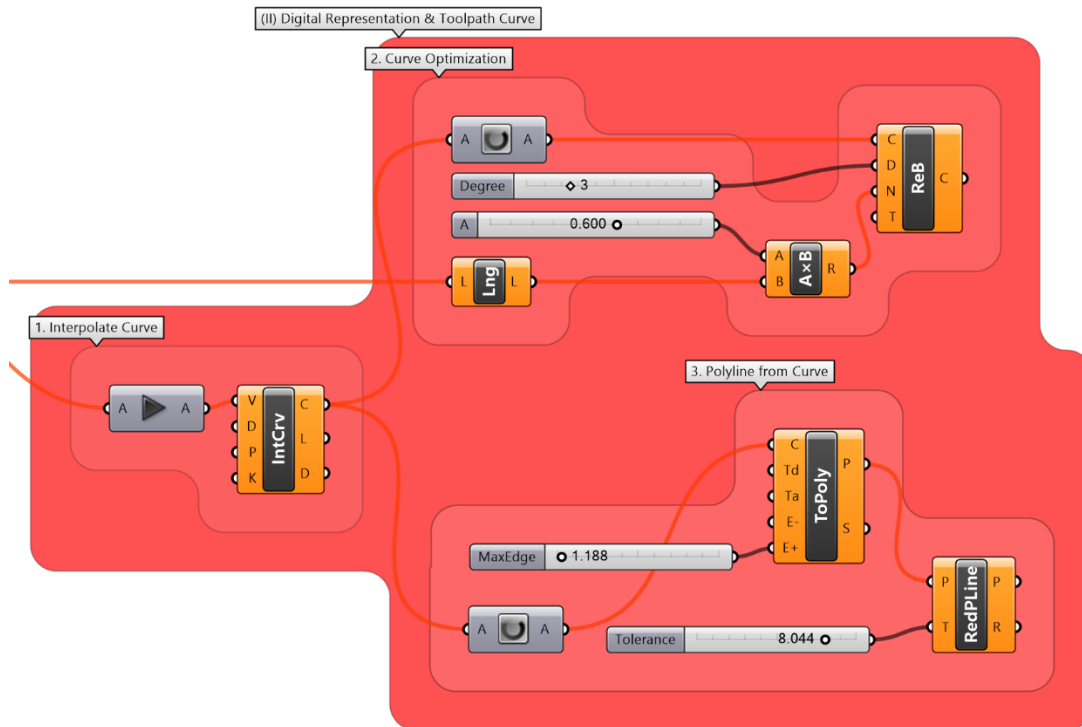 (II) Digital Representation & Toolpath Curve
2. Curve Optimization
A A
Degree 3
A 0.600
C
D
N
T
ReB
C
L Lng L
A
B
A×B
R
1. Interpolate Curve
A A
V
D
P
K
IntCrv
C
L
D
3. Polyline from Curve
C
Td
Ta
E-
E+
ToPoly
P
S
MaxEdge 1.188
A A
Tolerance 8.044
P
T
RedPLine
P
R